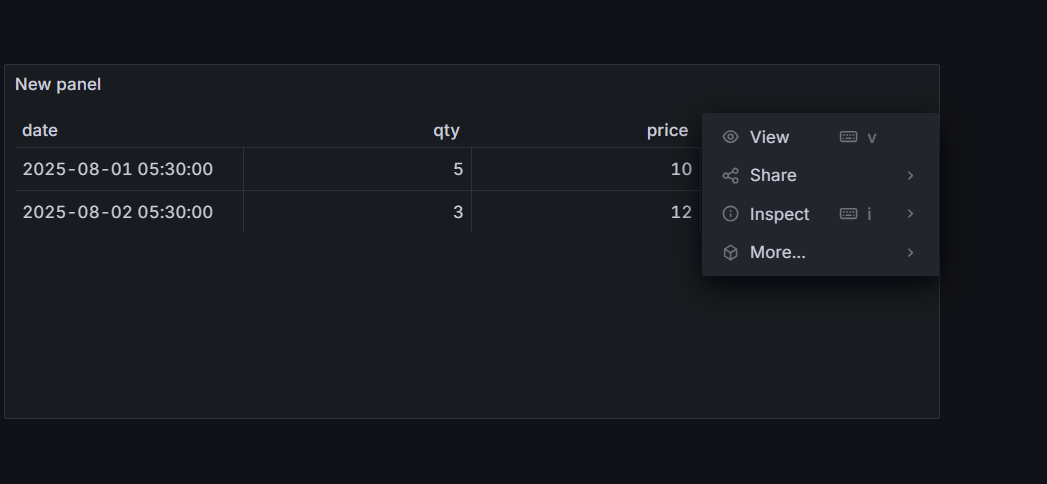 New panel
date qty price
2025-08-01 05:30:00 5 10
2025-08-02 05:30:00 3 12
View v
Share
Inspect i
More...